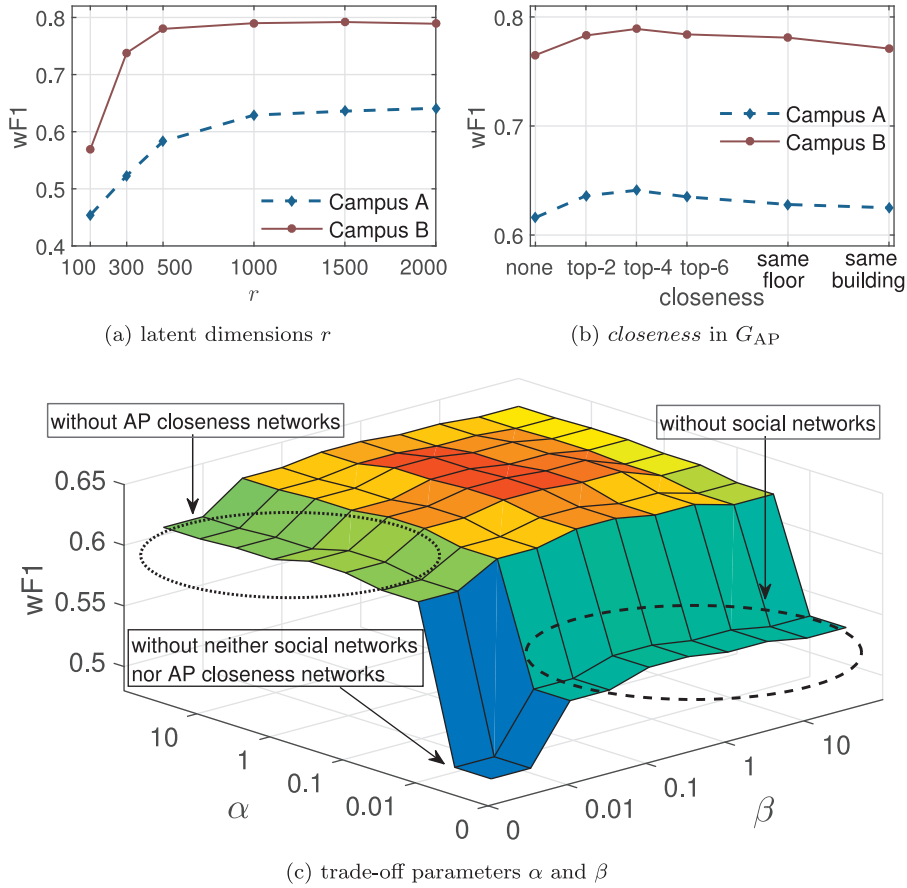 0.8
0.7
0.6
0.5
0.4
wF1
100 300 500 1000 1500 2000
r
Campus A
Campus B
(a) latent dimensions r
0.8
0.7
0.6
wF1
none top-2 top-4 top-6 same floor same building
closeness
Campus A
Campus B
(b) closeness in G_AP
without AP closeness networks
without social networks
without neither social networks
nor AP closeness networks
0.65
0.6
0.55
0.5
wF1
10 1 0.1 0.01 0
α
0 0.01 0.1 1 10
β
(c) trade-off parameters α and β